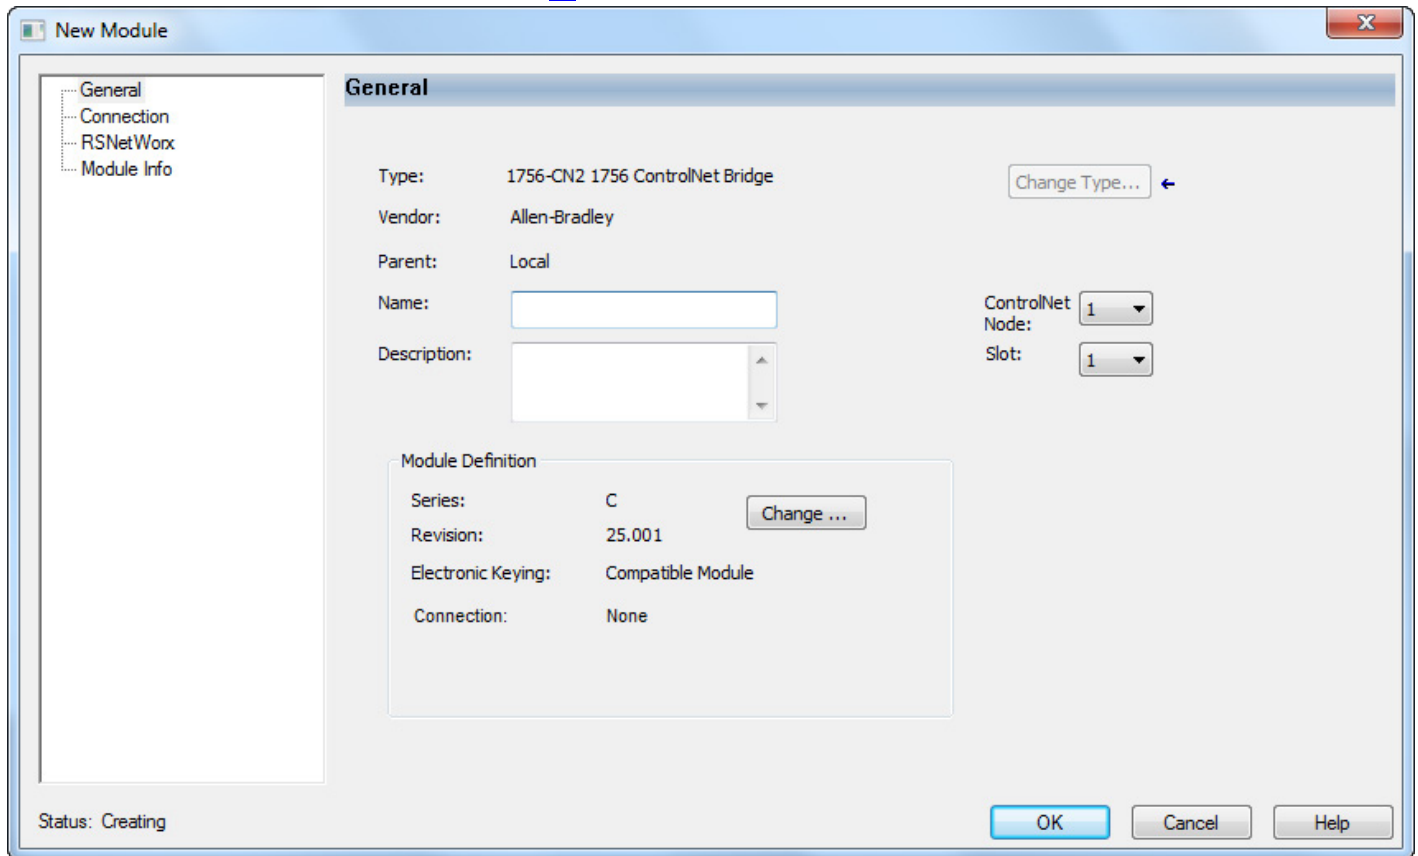 New Module
General
Connection
RSNetWorx
Module Info
General
Type: 1756-CN2 1756 ControlNet Bridge
Change Type...
Vendor: Allen-Bradley
Parent: Local
Name:
ControlNet
Node: 1
Description:
Slot: 1
Module Definition
Series: C
Change ...
Revision: 25.001
Electronic Keying: Compatible Module
Connection: None
Status: Creating
OK Cancel Help